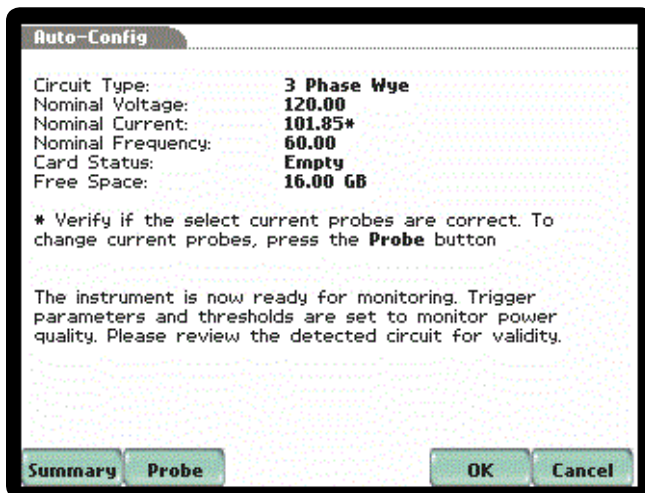 Auto-Config
Circuit Type: 3 Phase Wye
Nominal Voltage: 120.00
Nominal Current: 101.85*
Nominal Frequency: 60.00
Card Status: Empty
Free Space: 16.00 GB
* Verify if the select current probes are correct. To
change current probes, press the Probe button
The instrument is now ready for monitoring. Trigger
parameters and thresholds are set to monitor power
quality. Please review the detected circuit for validity.
Summary Probe OK Cancel